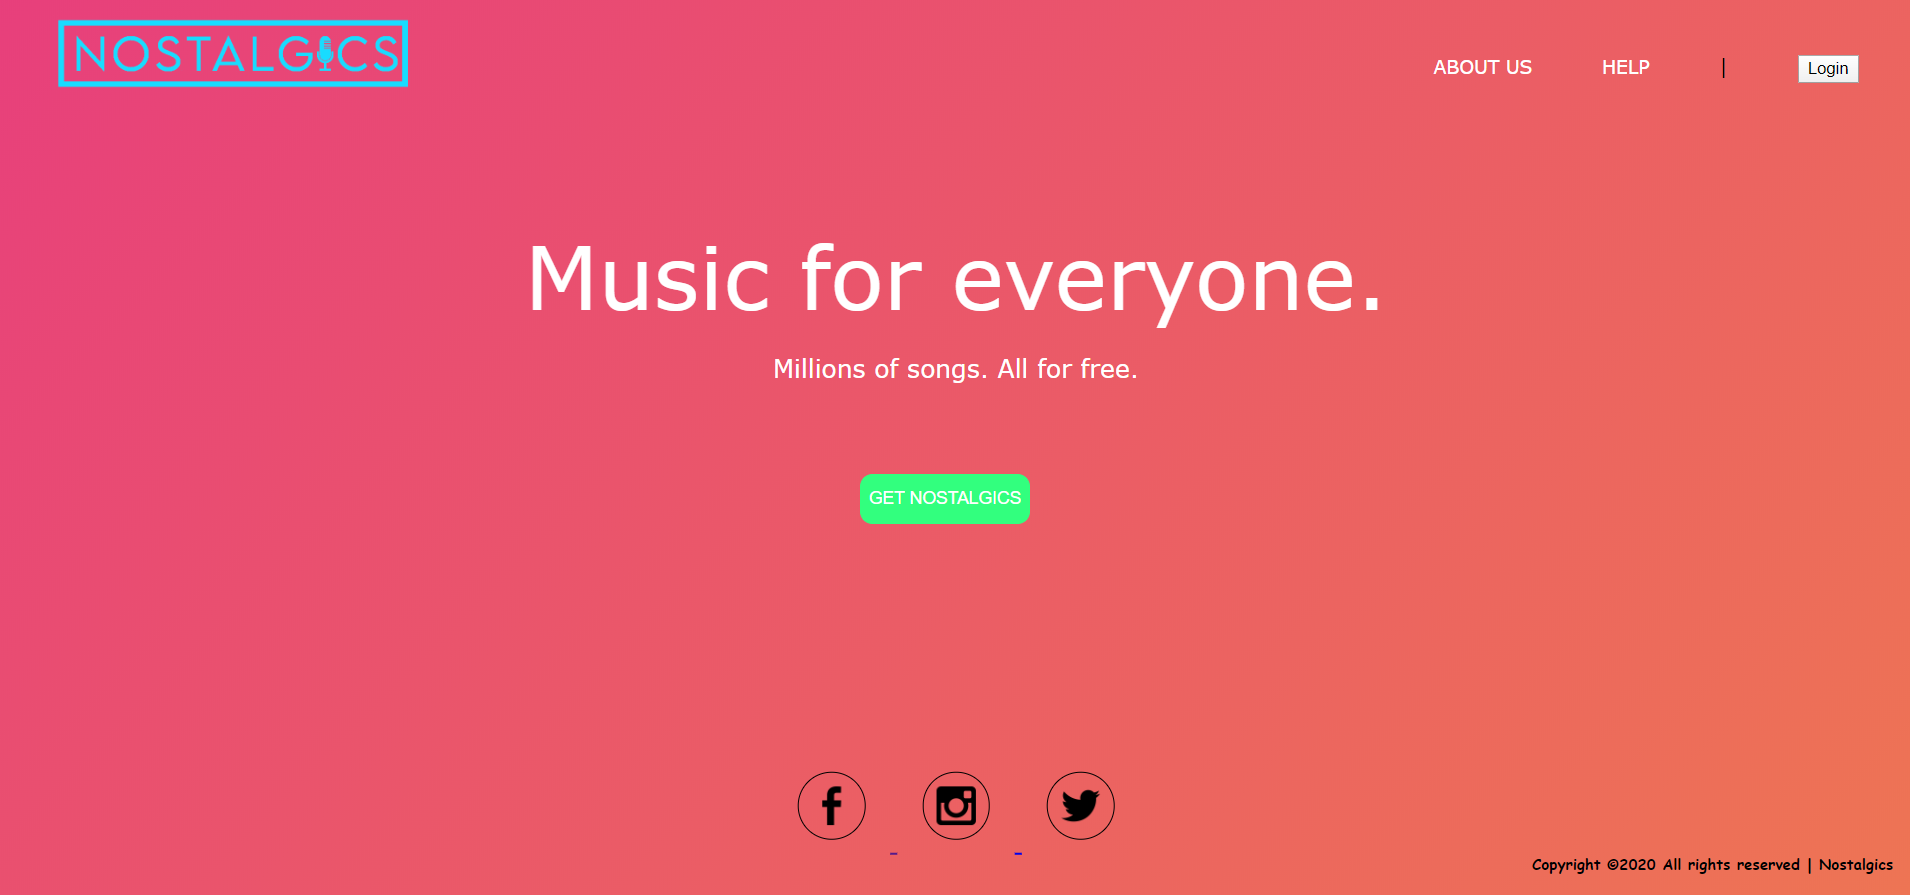 NOSTALGICS
ABOUT US
HELP
|
Login
Music for everyone.
Millions of songs. All for free.
GET NOSTALGICS
Copyright ©2020 All rights reserved | Nostalgics